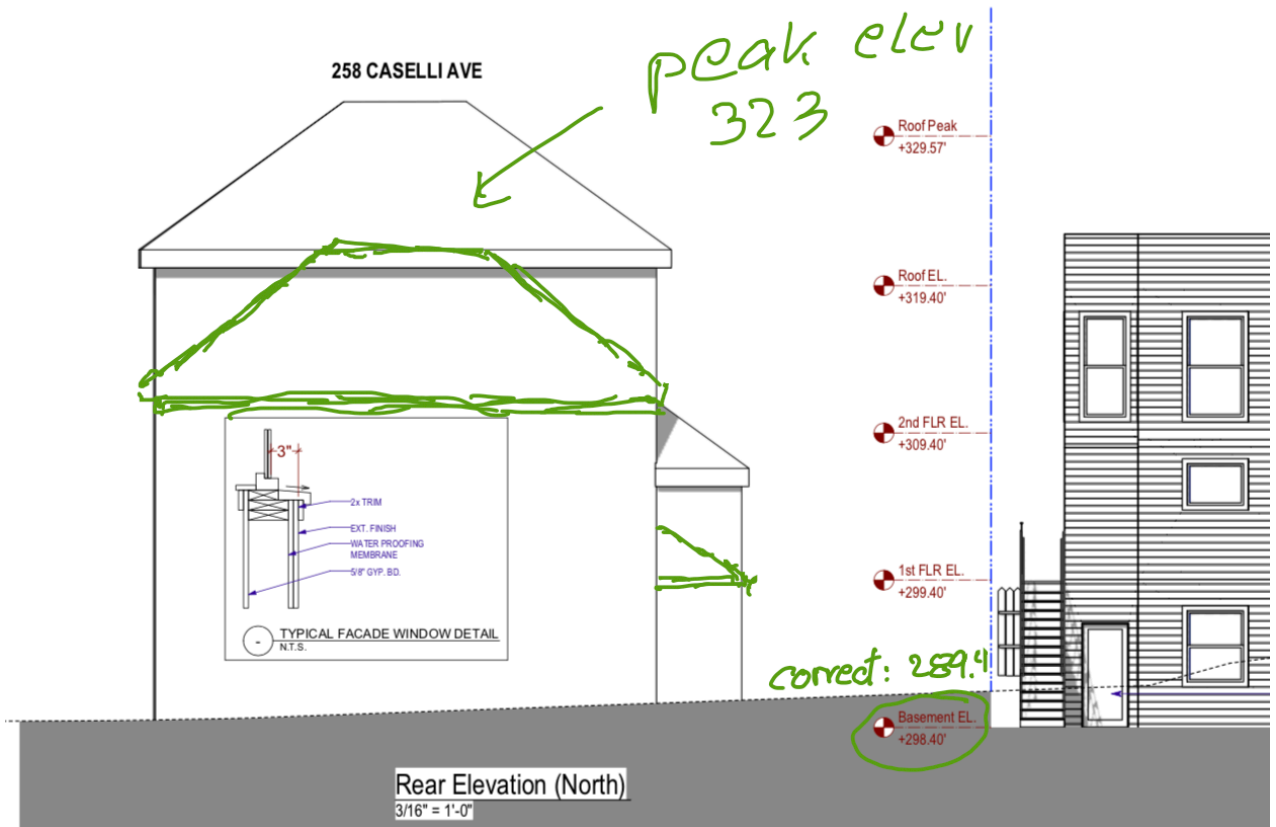 peak elev
323
258 CASELLI AVE
Roof Peak
+329.57'
Roof EL.
+319.40'
2nd FLR EL.
+309.40'
3"
2x TRIM
EXT. FINISH
WATER PROOFING
MEMBRANE
5/8" GYP. BD.
1st FLR EL.
+299.40'
- TYPICAL FACADE WINDOW DETAIL
N.T.S.
correct: 289.4
Basement EL.
+298.40'
Rear Elevation (North)
3/16" = 1'-0"